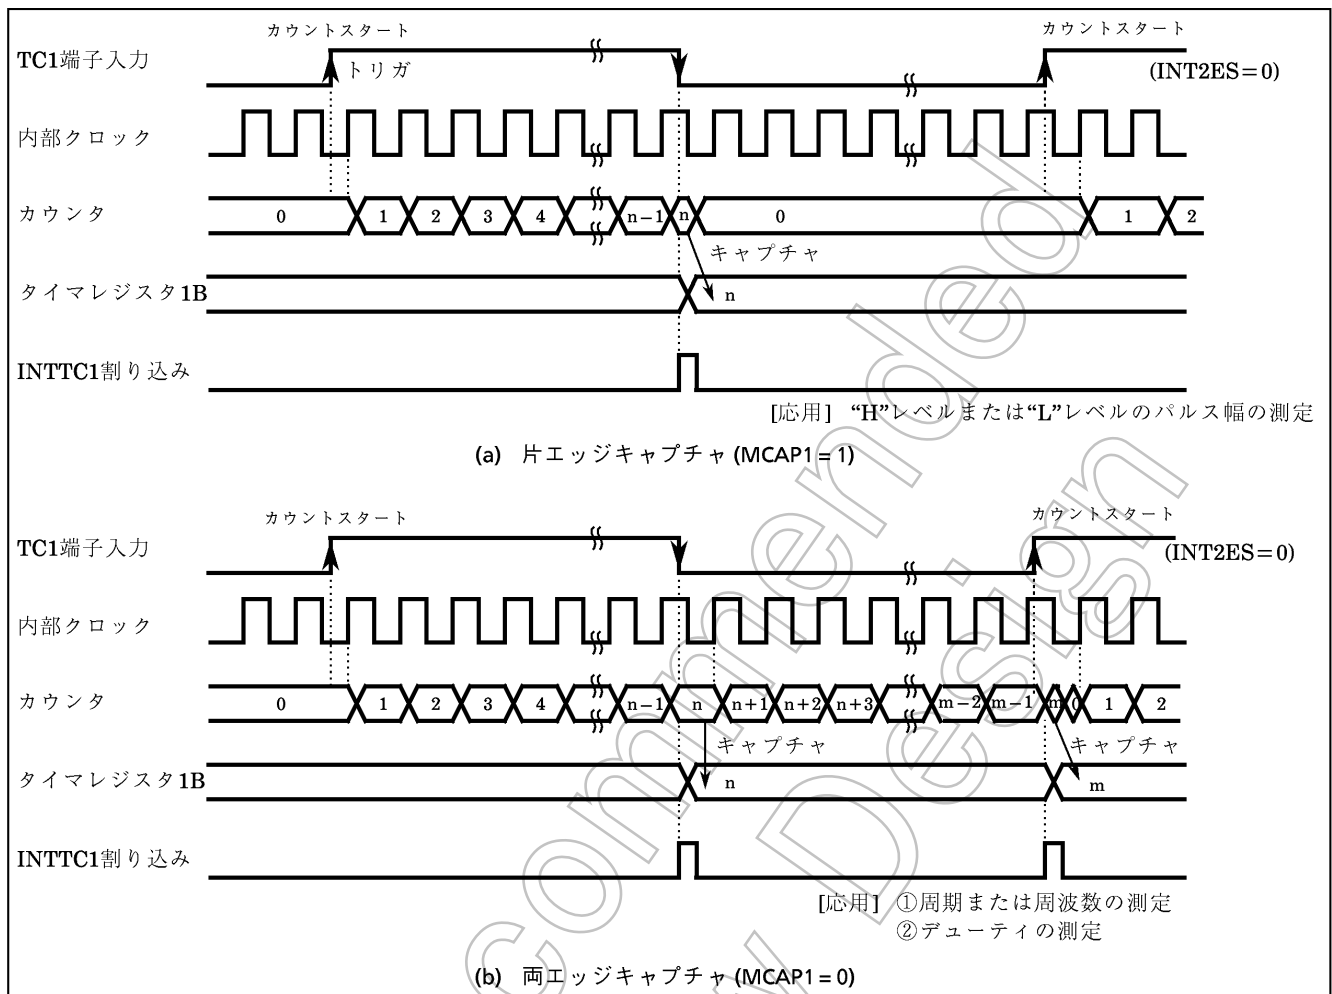 カウントスタート カウントスタート
TC1端子入力 トリガ (INT2ES=0)
内部クロック
カウンタ 0 1 2 3 4 n−1 n 0 1 2
キャプチャ
タイマレジスタ1B n
INTTC1割り込み
[応用] “H”レベルまたは“L”レベルのパルス幅の測定
(a) 片エッジキャプチャ (MCAP1 = 1)
カウントスタート カウントスタート
TC1端子入力 (INT2ES=0)
内部クロック
カウンタ 0 1 2 3 4 n−1 n n+1 n+2 n+3 m−2 m−1 m 0 1 2
キャプチャ キャプチャ
タイマレジスタ1B n m
INTTC1割り込み
[応用] ①周期または周波数の測定
②デューティの測定
(b) 両エッジキャプチャ (MCAP1 = 0)
commended
Design